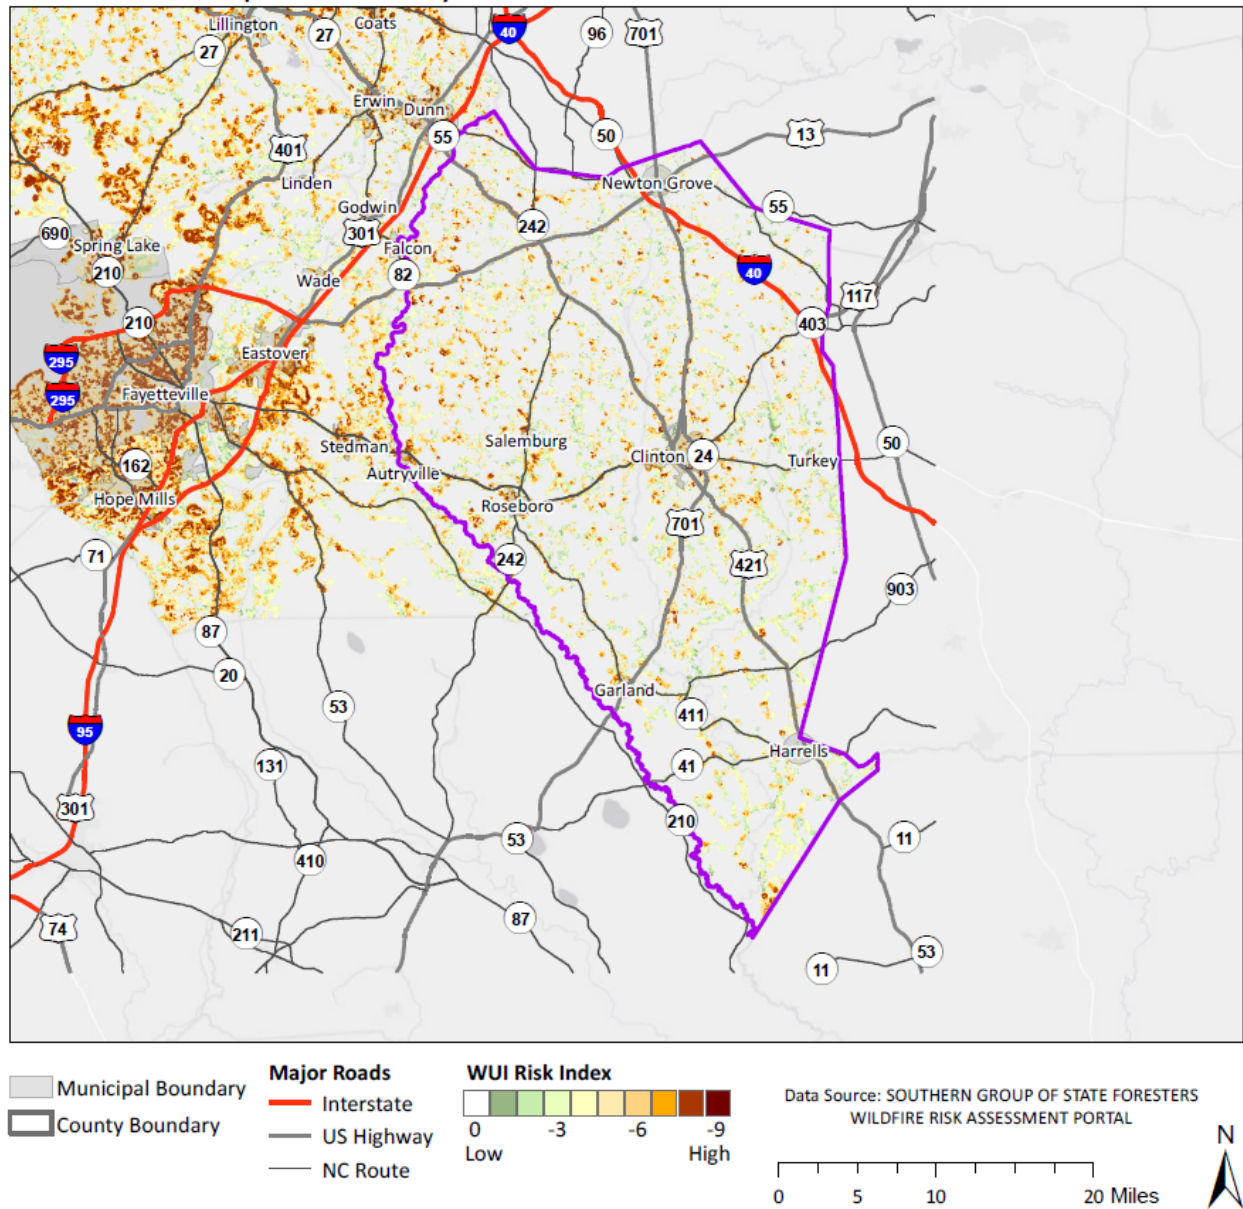 Lillington
Coats
27
27
40
96
701
Erwin
Dunn
55
50
13
401
Linden
Newton Grove
Godwin
55
690
301
242
Spring Lake
Falcon
210
82
40
Wade
117
210
403
295
Eastover
295
Fayetteville
Stedman
Salemburg
50
162
Clinton
24
Turkey
Autryville
Hope Mills
Roseboro
701
71
242
421
903
87
20
Garland
53
411
95
Harrells
131
41
301
210
53
11
410
87
74
211
53
11
Municipal Boundary
County Boundary
Major Roads
Interstate
US Highway
NC Route
WUI Risk Index
0 -3 -6 -9
Low High
Data Source: SOUTHERN GROUP OF STATE FORESTERS
WILDFIRE RISK ASSESSMENT PORTAL
0 5 10 20 Miles
N